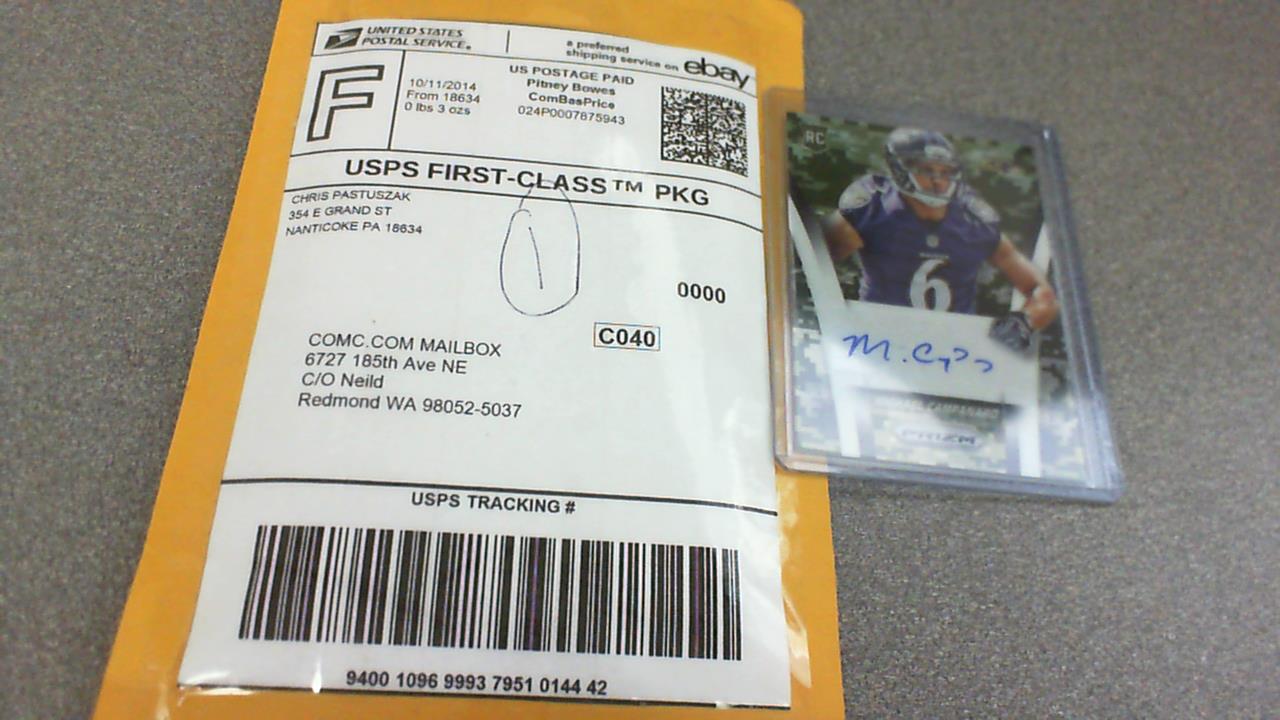 UNITED STATES
POSTAL SERVICE®
a preferred
shipping service on ebay
F
10/11/2014
From 18634
0 lbs 3 ozs
US POSTAGE PAID
Pitney Bowes
ComBasPrice
024P0007875943
USPS FIRST-CLASS™ PKG
CHRIS PASTUSZAK
354 E GRAND ST
NANTICOKE PA 18634
1
0000
C040
COMC.COM MAILBOX
6727 185th Ave NE
C/O Neild
Redmond WA 98052-5037
USPS TRACKING #
9400 1096 9993 7951 0144 42
RC
6
CAMPANARO
PRIZM